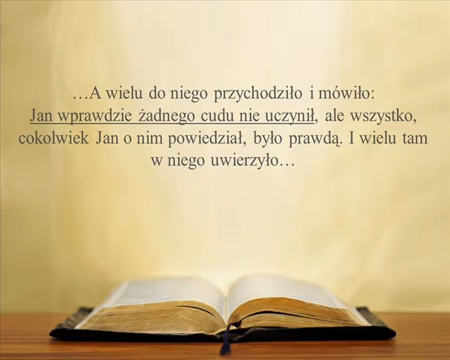 …A wielu do niego przychodziło i mówiło:
Jan wprawdzie żadnego cudu nie uczynił, ale wszystko,
cokolwiek Jan o nim powiedział, było prawdą. I wielu tam
w niego uwierzyło…